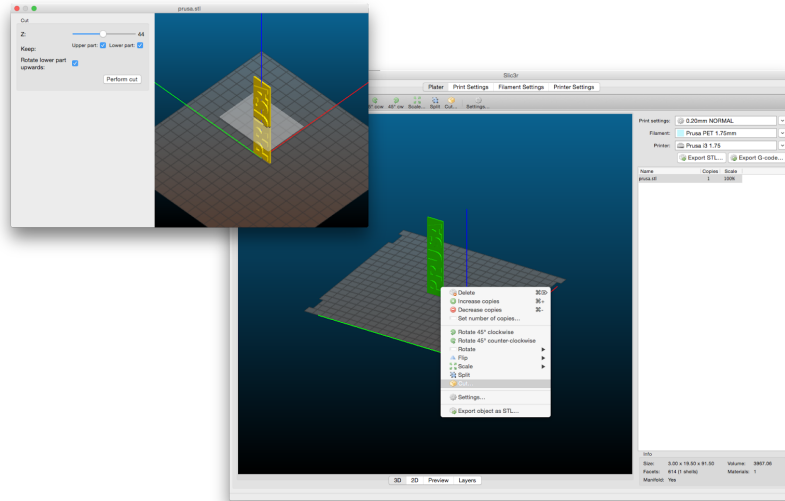 prusa.stl
Cut
Z:
44
Keep:
Upper part:
Lower part:
Rotate lower part
upwards:
Perform cut
Slic3r
Plater
Print Settings
Filament Settings
Printer Settings
45° cw
Scale...
Split
Cut...
Settings...
Print settings:
0.20mm NORMAL
Filament:
Prusa PET 1.75mm
Printer:
Prusa i3 1.75
Export STL...
Export G-code...
Name
Copies
Scale
prusa.stl
1
100%
Delete
Increase copies
⌘+
Decrease copies
⌘-
Set number of copies...
Rotate 45° clockwise
Rotate 45° counter-clockwise
Rotate
Flip
Scale
Split
Cut...
Settings...
Export object as STL...
3D
2D
Preview
Layers
Info
Size:
3.00 x 19.50 x 91.50
Volume:
3967.06
Facets:
614 (1 shells)
Materials:
1
Manifold:
Yes